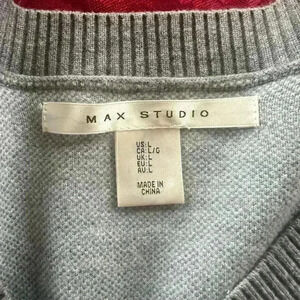 MAX STUDIO
US:L
CA:L/G
UK:L
EU:L
AU:L
MADE IN
CHINA